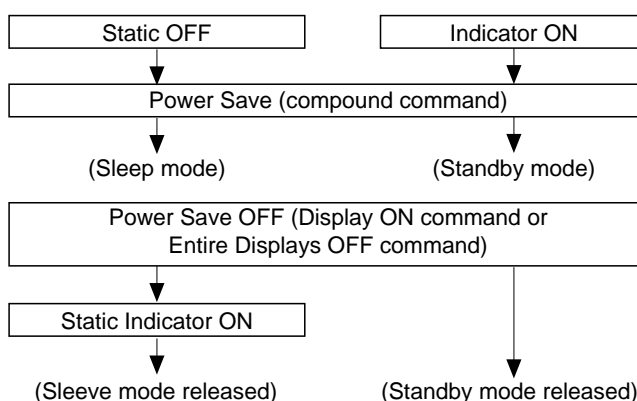 Static OFF
Indicator ON
Power Save (compound command)
(Sleep mode)
(Standby mode)
Power Save OFF (Display ON command or
Entire Displays OFF command)
Static Indicator ON
(Sleeve mode released)
(Standby mode released)